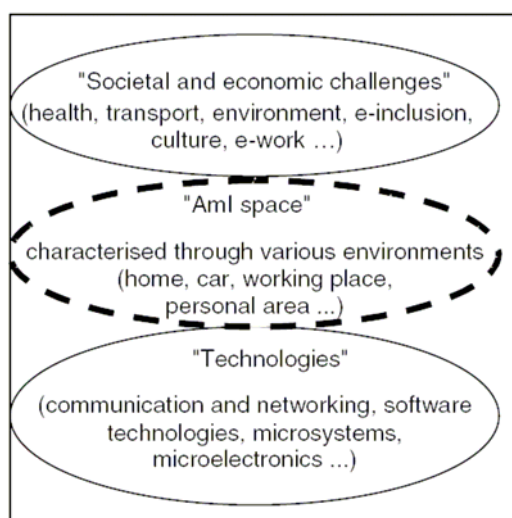 "Societal and economic challenges"
(health, transport, environment, e-inclusion,
culture, e-work ...)
"AmI space"
characterised through various environments
(home, car, working place,
personal area ...)
"Technologies"
(communication and networking, software
technologies, microsystems,
microelectronics ...)